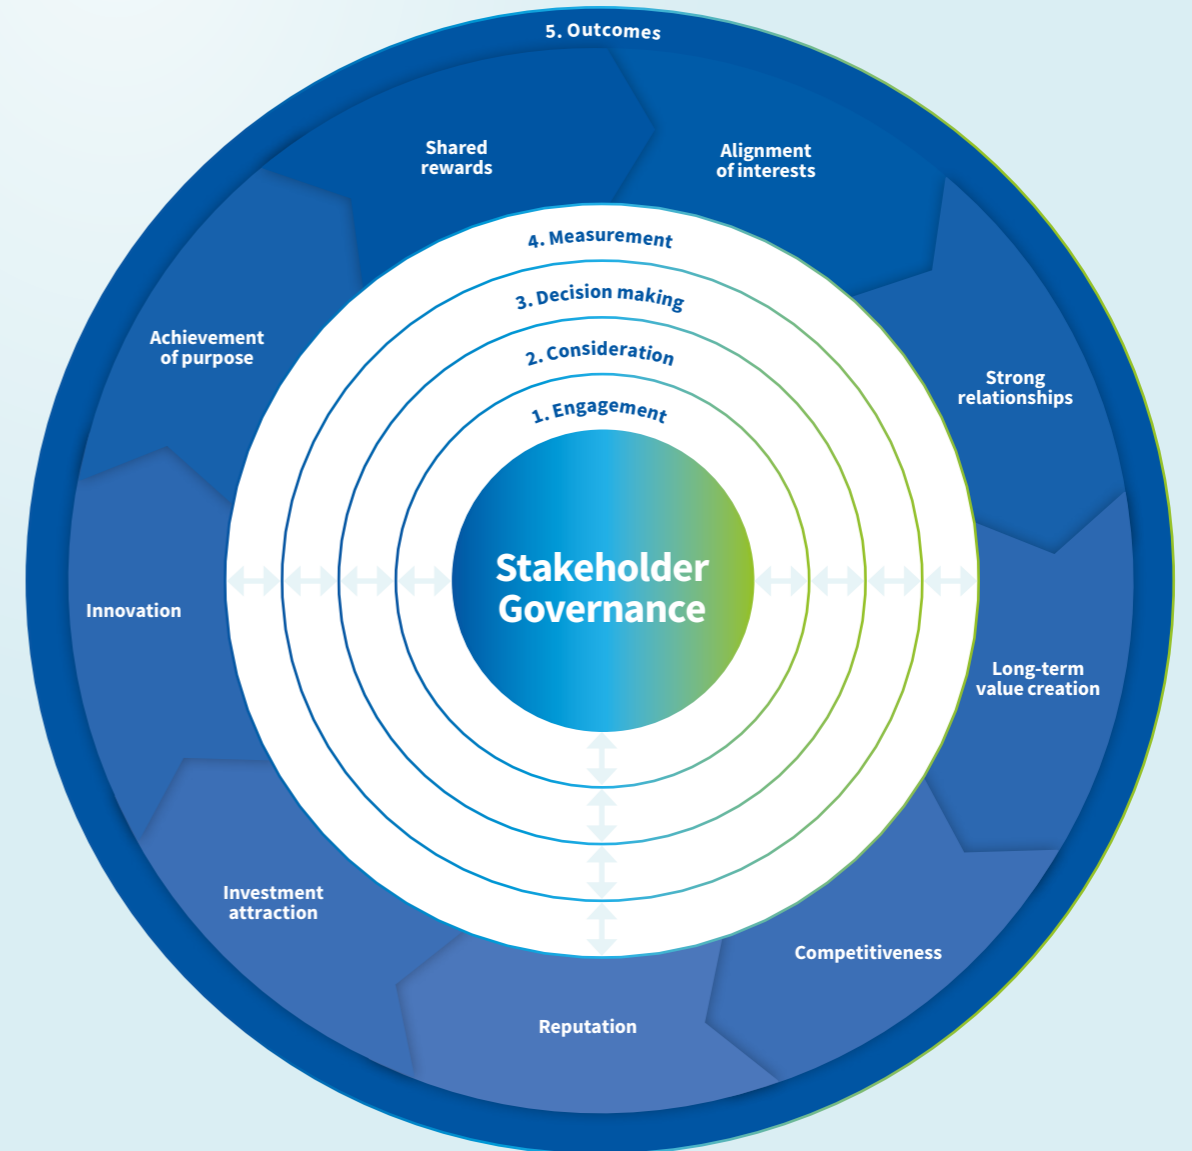 5. Outcomes
Shared
rewards
Alignment
of interests
4. Measurement
3. Decision making
2. Consideration
1. Engagement
Achievement
of purpose
Strong
relationships
Stakeholder
Governance
Innovation
Long-term
value creation
Investment
attraction
Competitiveness
Reputation